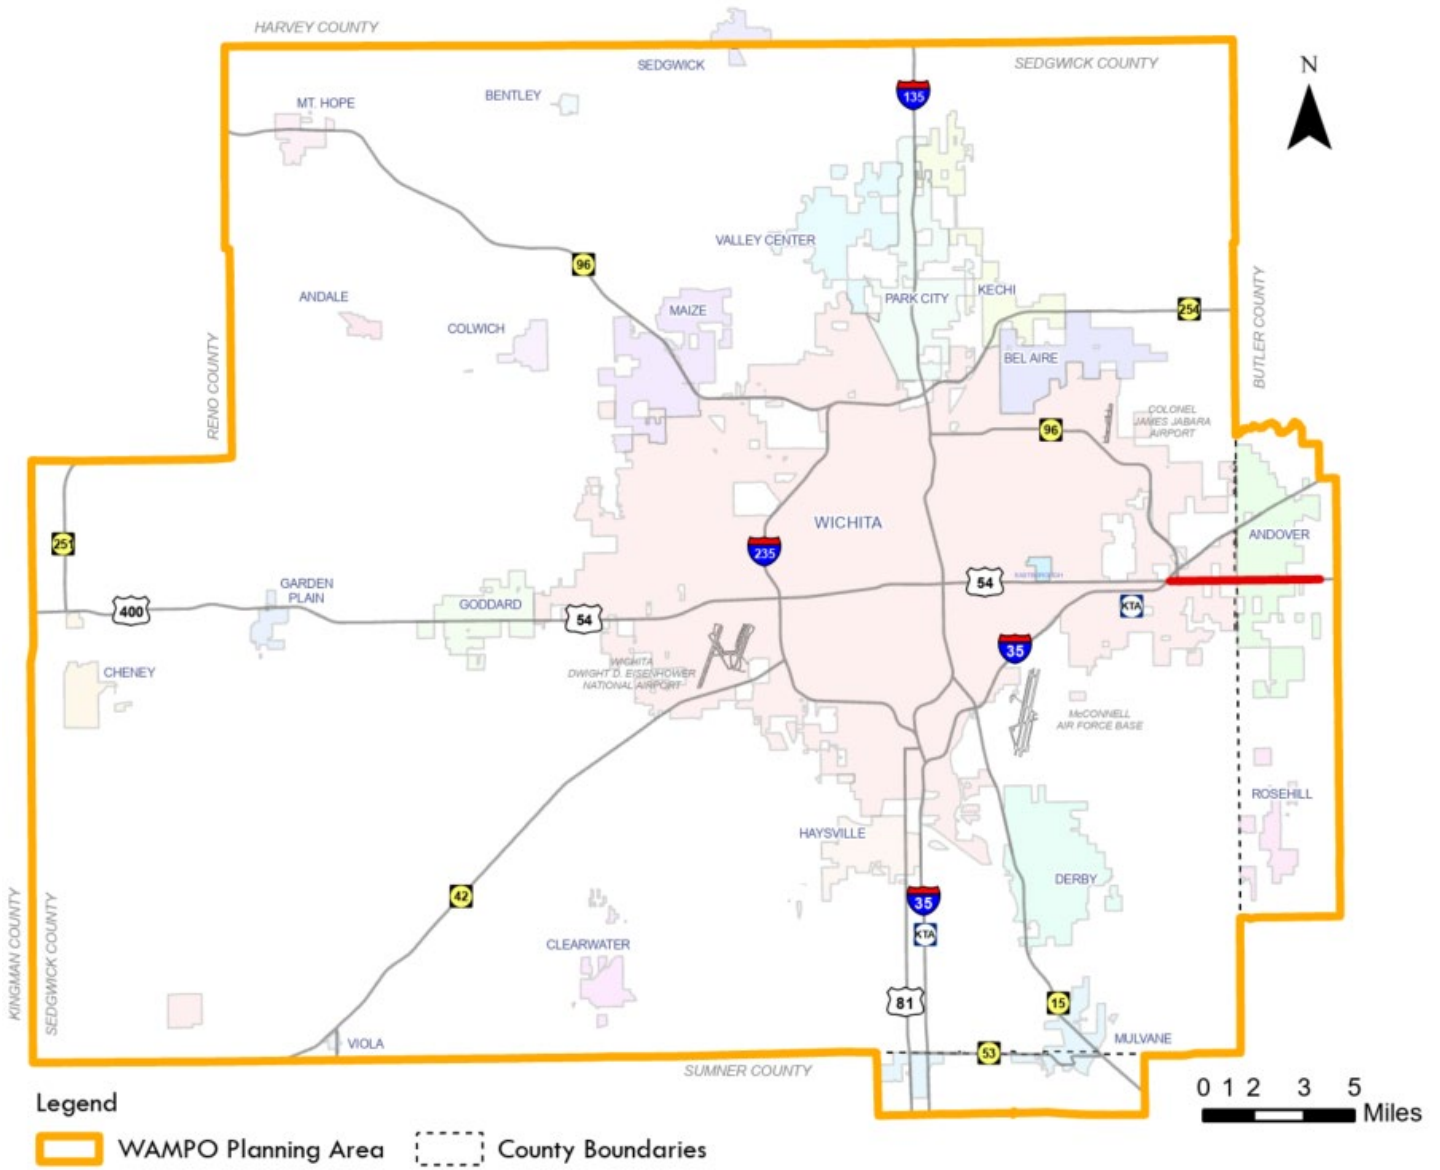 HARVEY COUNTY
SEDGWICK
SEDGWICK COUNTY
N
135
BENTLEY
MT. HOPE
VALLEY CENTER
96
ANDALE
COLWICH
MAIZE
PARK CITY
KECHI
254
BUTLER COUNTY
RENO COUNTY
BEL AIRE
COLONEL
JAMES JABARA
AIRPORT
96
WICHITA
ANDOVER
251
235
GARDEN
PLAIN
400
GODDARD
54
54
EASTBOROUGH
KTA
35
CHENEY
WICHITA
DWIGHT D. EISENHOWER
NATIONAL AIRPORT
McCONNELL
AIR FORCE BASE
ROSEHILL
HAYSVILLE
DERBY
42
35
KTA
KINGMAN COUNTY
SEDGWICK COUNTY
CLEARWATER
81
15
VIOLA
53
MULVANE
SUMNER COUNTY
0 1 2 3 5
Miles
Legend
WAMPO Planning Area
County Boundaries